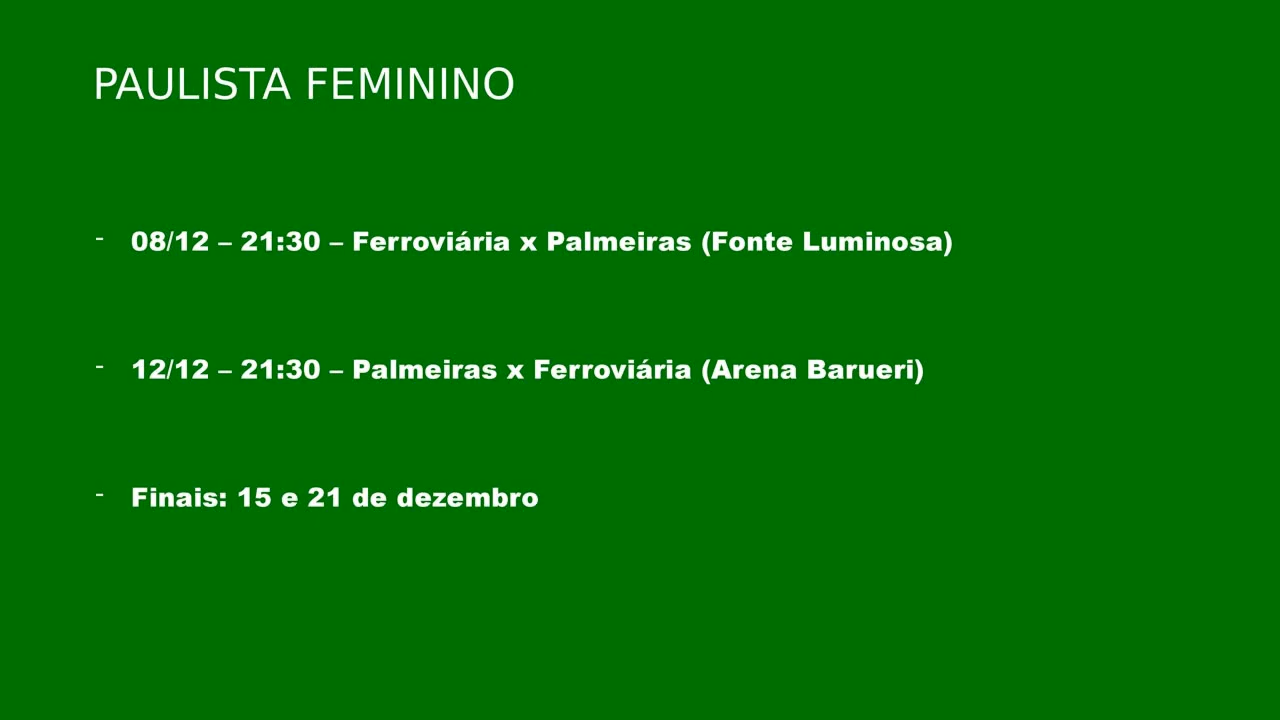 PAULISTA FEMININO
- 08/12 – 21:30 – Ferroviária x Palmeiras (Fonte Luminosa)
- 12/12 – 21:30 – Palmeiras x Ferroviária (Arena Barueri)
- Finais: 15 e 21 de dezembro